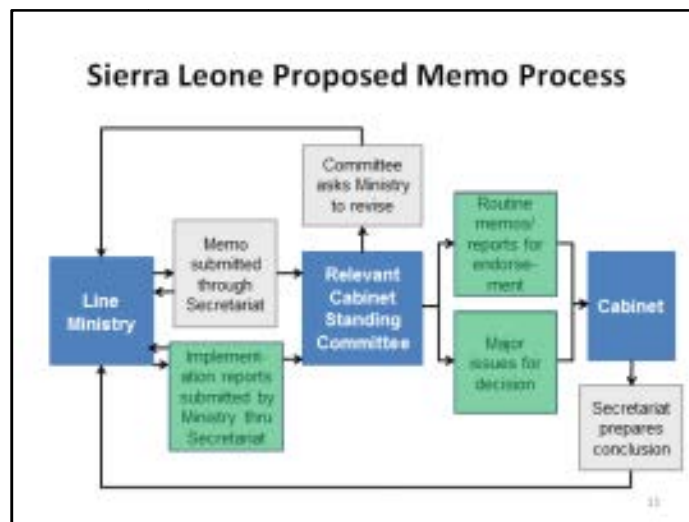 Sierra Leone Proposed Memo Process
Committee
asks Ministry
to revise
Routine
memos/
reports for
endorse-
ment
Memo
submitted
through
Secretariat
Line
Ministry
Relevant
Cabinet
Standing
Committee
Cabinet
Implement-
ation reports
submitted by
Ministry thru
Secretariat
Major
issues for
decision
Secretariat
prepares
conclusion